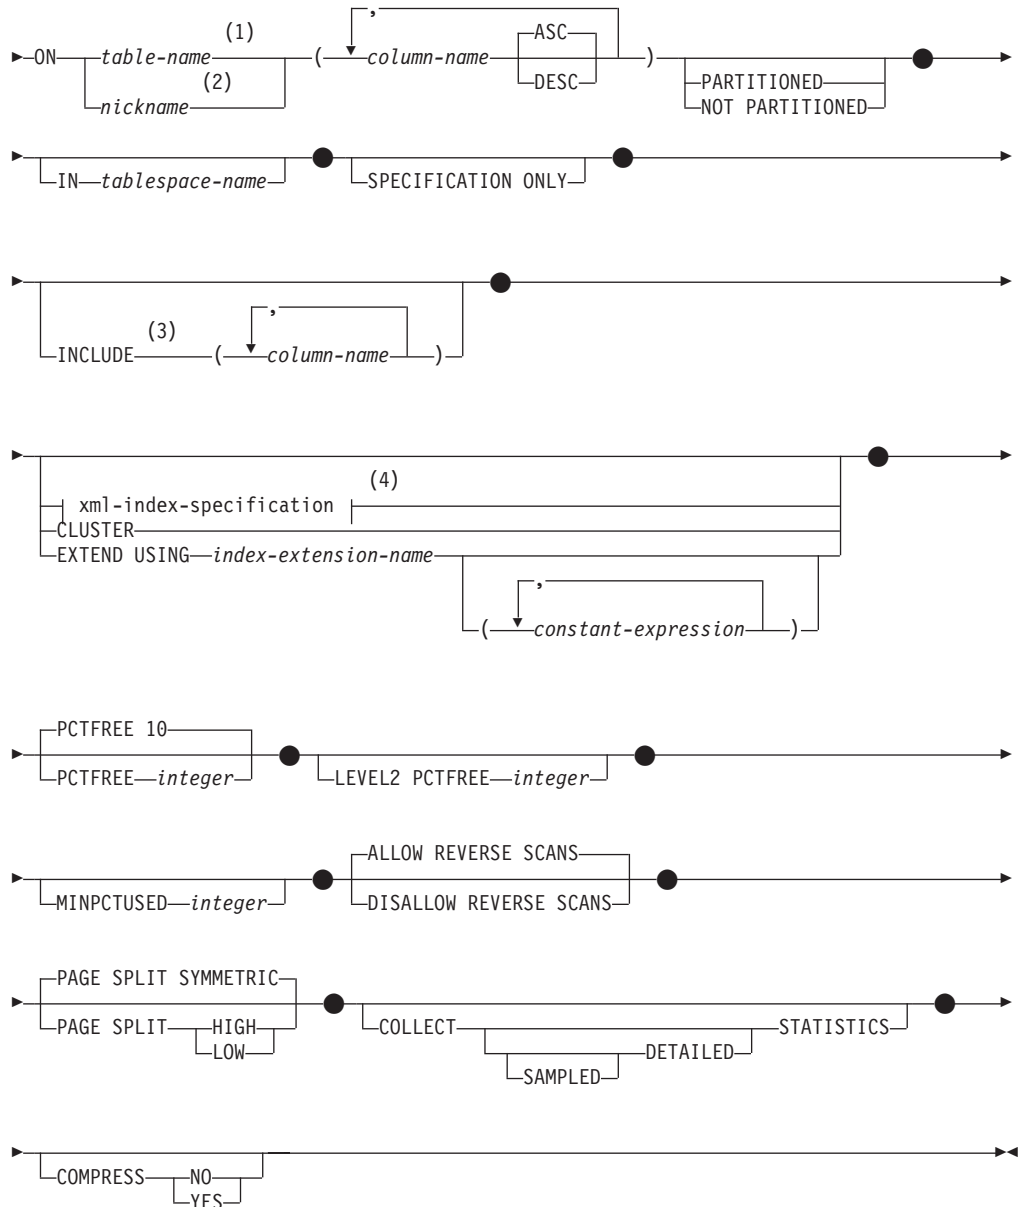 ,
(1) ASC
ON table-name ( column-name )
(2) DESC PARTITIONED
nickname NOT PARTITIONED
IN tablespace-name SPECIFICATION ONLY
,
(3)
INCLUDE ( column-name )
(4)
xml-index-specification
CLUSTER
EXTEND USING index-extension-name
,
( constant-expression )
PCTFREE 10
PCTFREE integer LEVEL2 PCTFREE integer
ALLOW REVERSE SCANS
MINPCTUSED integer DISALLOW REVERSE SCANS
PAGE SPLIT SYMMETRIC
PAGE SPLIT HIGH COLLECT STATISTICS
LOW DETAILED
SAMPLED
COMPRESS NO
YES